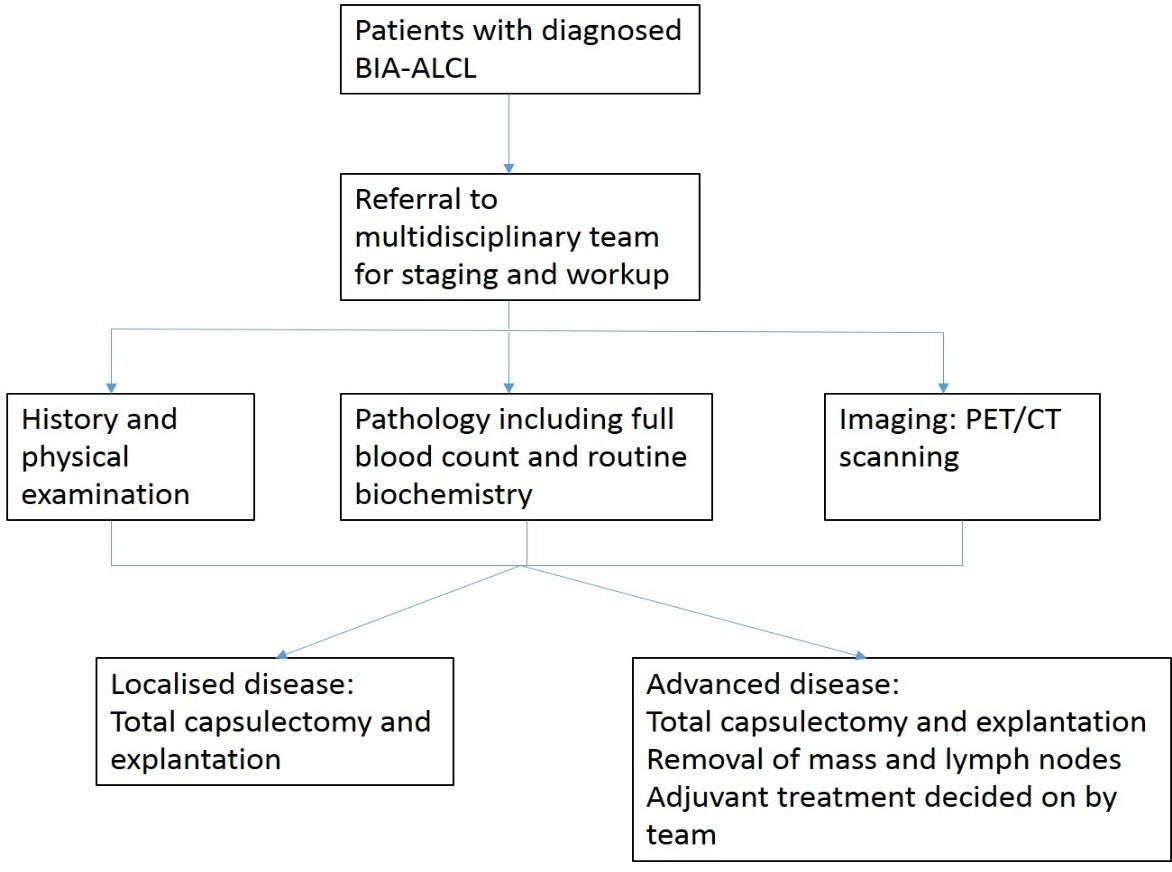 Patients with diagnosed
BIA-ALCL
Referral to
multidisciplinary team
for staging and workup
History and
physical
examination
Pathology including full
blood count and routine
biochemistry
Imaging: PET/CT
scanning
Localised disease:
Total capsulectomy and
explantation
Advanced disease:
Total capsulectomy and explantation
Removal of mass and lymph nodes
Adjuvant treatment decided on by
team